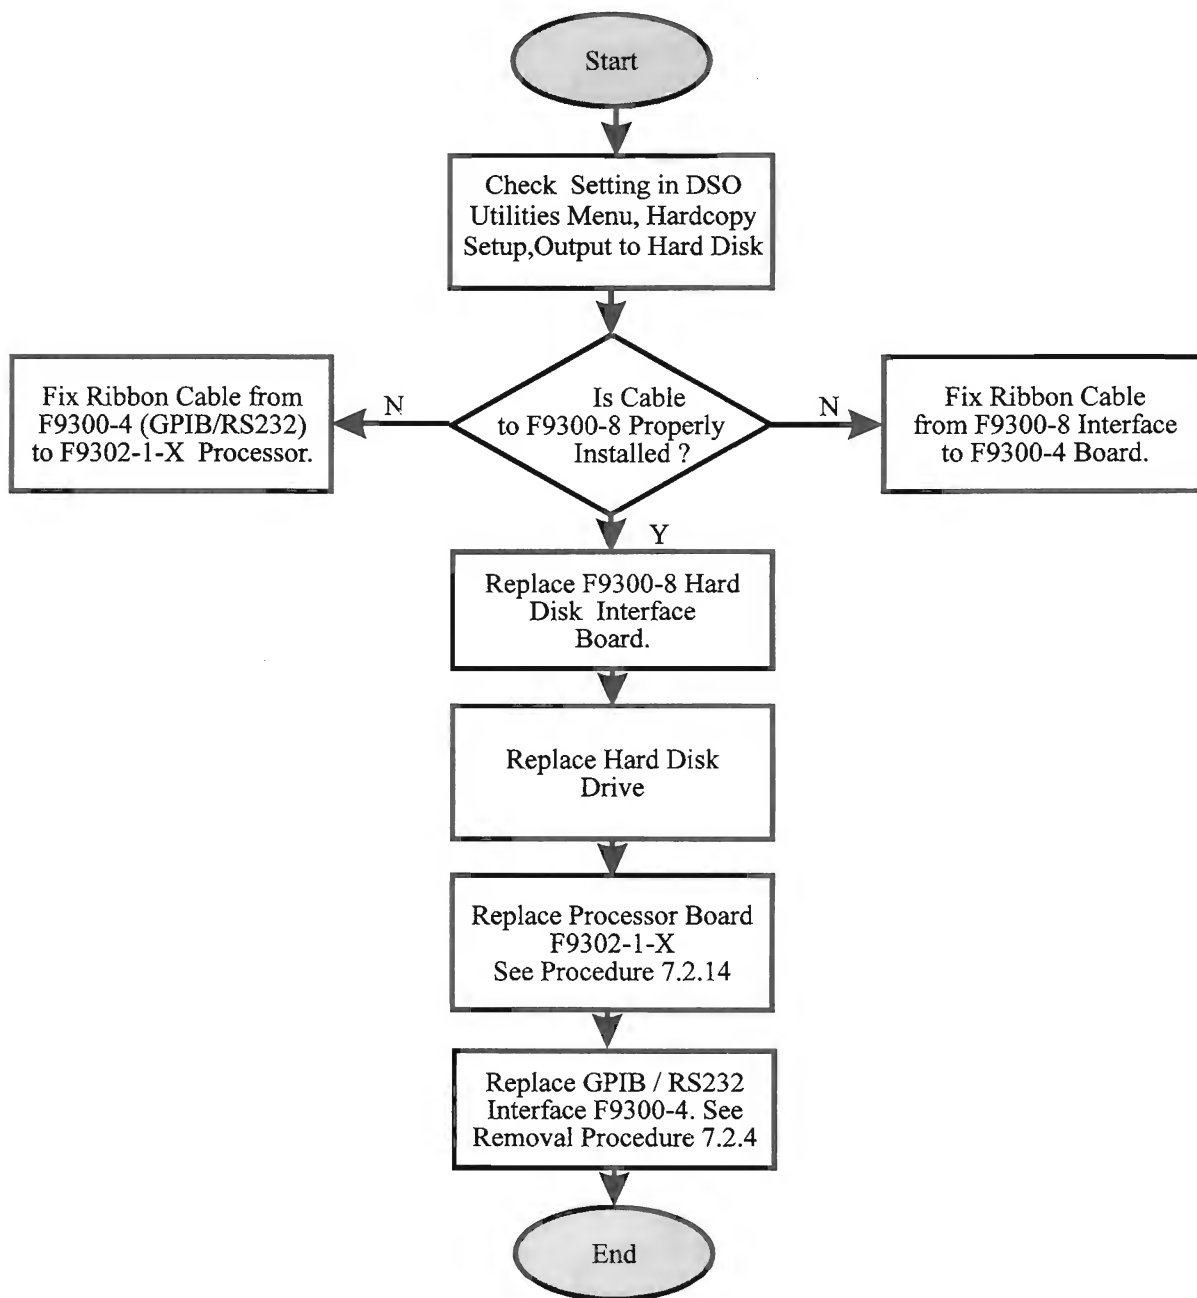 Start
Check Setting in DSO
Utilities Menu, Hardcopy
Setup,Output to Hard Disk
Fix Ribbon Cable from
F9300-4 (GPIB/RS232)
to F9302-1-X Processor.
N
Is Cable
to F9300-8 Properly
Installed ?
N
Fix Ribbon Cable
from F9300-8 Interface
to F9300-4 Board.
Y
Replace F9300-8 Hard
Disk Interface
Board.
Replace Hard Disk
Drive
Replace Processor Board
F9302-1-X
See Procedure 7.2.14
Replace GPIB / RS232
Interface F9300-4. See
Removal Procedure 7.2.4
End